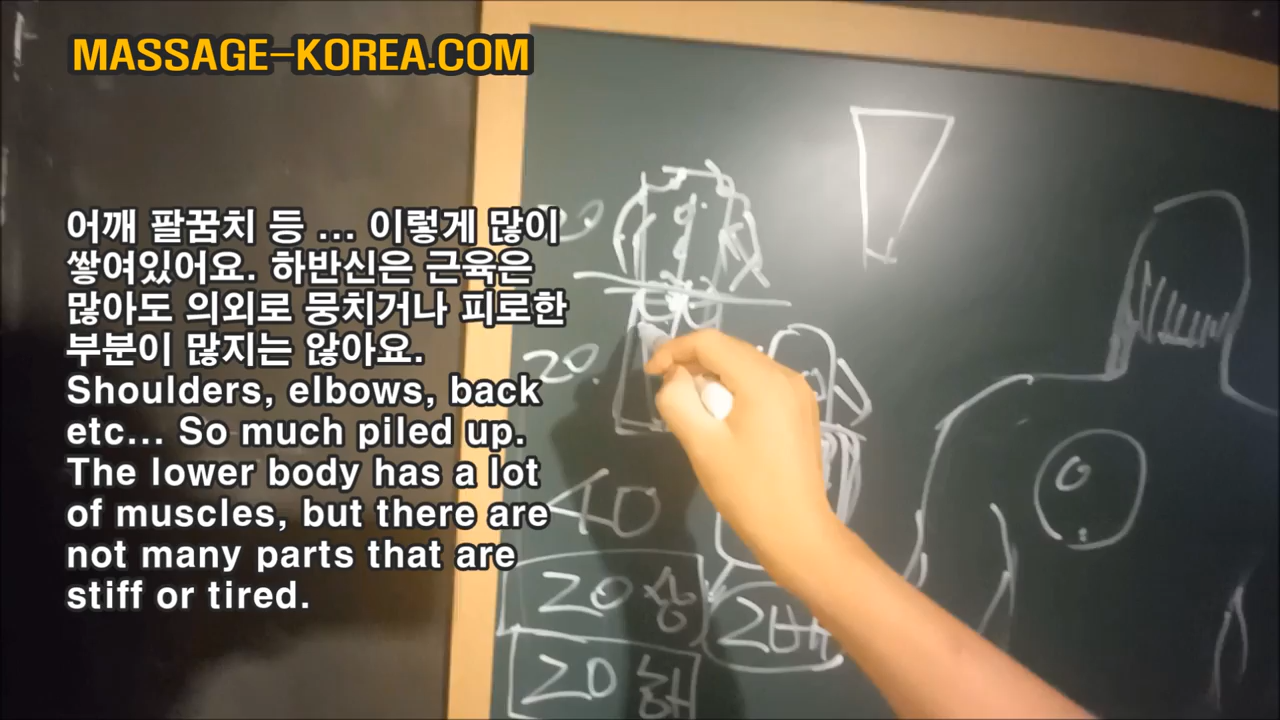 MASSAGE-KOREA.COM
어깨 팔꿈치 등 ... 이렇게 많이
쌓여있어요. 하반신은 근육은
많아도 의외로 뭉치거나 피로한
부분이 많지는 않아요.
Shoulders, elbows, back
etc... So much piled up.
The lower body has a lot
of muscles, but there are
not many parts that are
stiff or tired.
20.
40
20 상
20 하